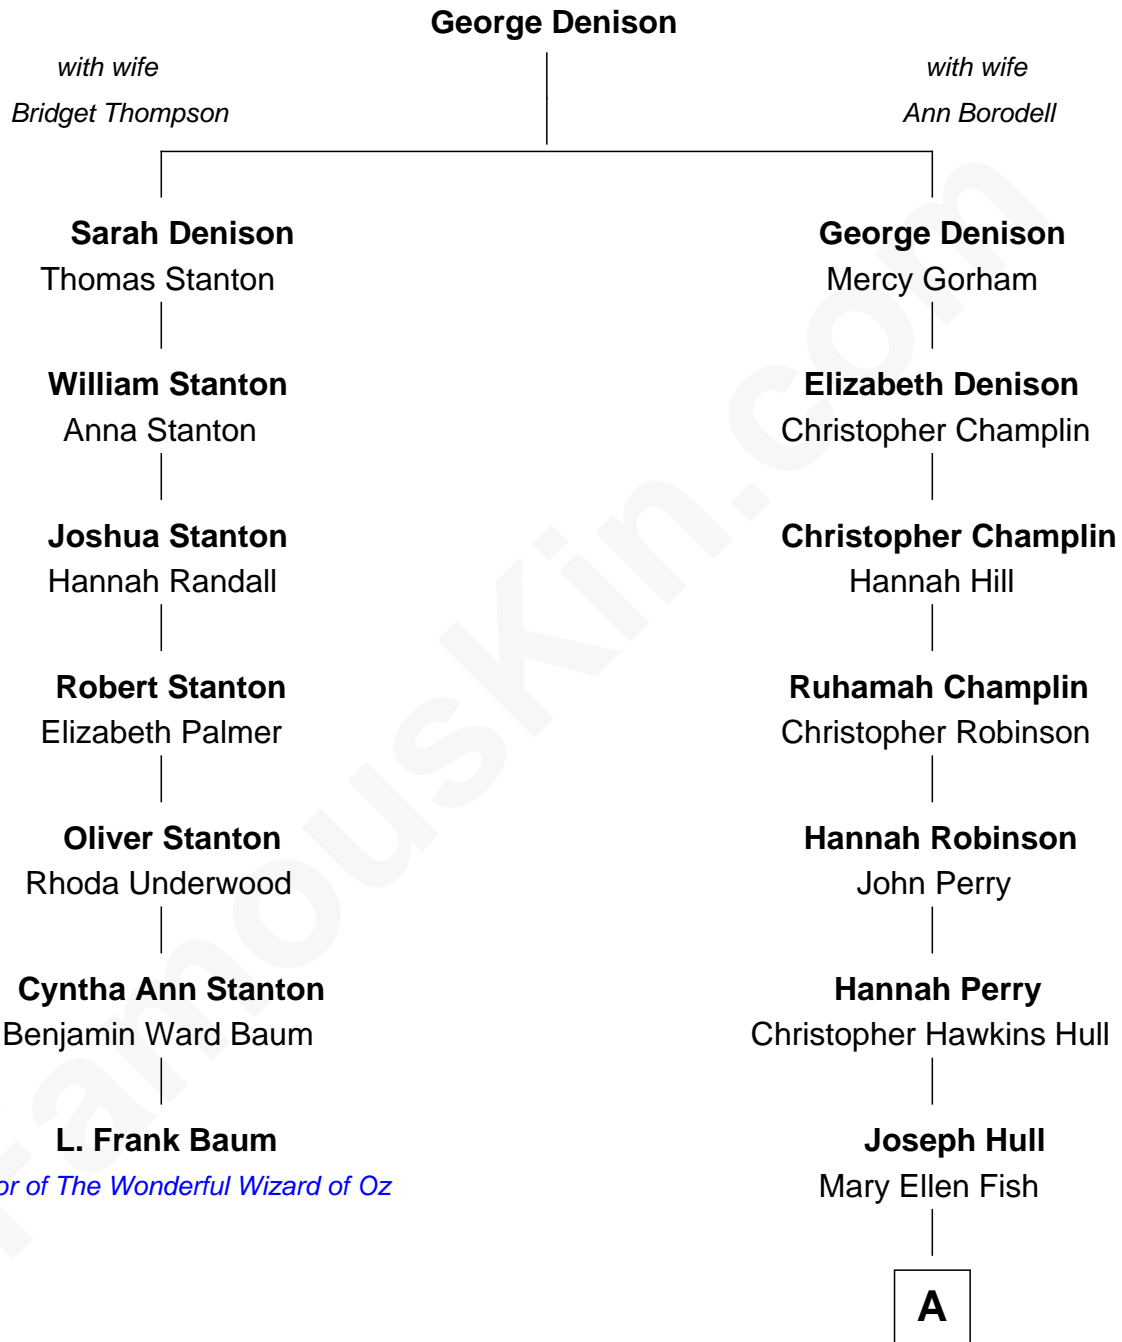 George Denison
with wife
Bridget Thompson
with wife
Ann Borodell
Sarah Denison
Thomas Stanton
George Denison
Mercy Gorham
William Stanton
Anna Stanton
Elizabeth Denison
Christopher Champlin
Joshua Stanton
Hannah Randall
Christopher Champlin
Hannah Hill
Robert Stanton
Elizabeth Palmer
Ruhamah Champlin
Christopher Robinson
Oliver Stanton
Rhoda Underwood
Hannah Robinson
John Perry
Cyntha Ann Stanton
Benjamin Ward Baum
Hannah Perry
Christopher Hawkins Hull
L. Frank Baum
or of The Wonderful Wizard of Oz
Joseph Hull
Mary Ellen Fish
A
FamousKin.com